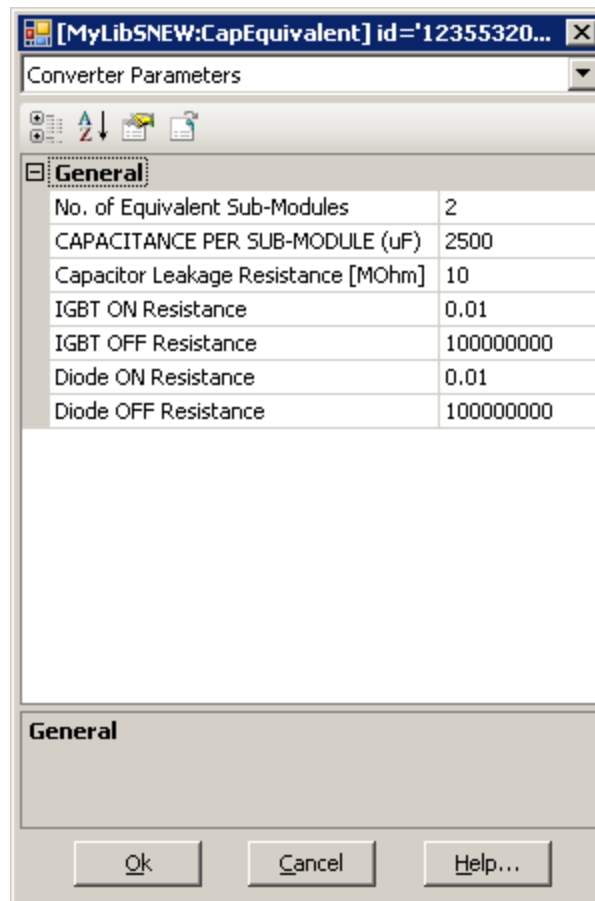 [MyLibSNEW:CapEquivalent] id='12355320...
Converter Parameters
General
No. of Equivalent Sub-Modules 2
CAPACITANCE PER SUB-MODULE (uF) 2500
Capacitor Leakage Resistance [MOhm] 10
IGBT ON Resistance 0.01
IGBT OFF Resistance 100000000
Diode ON Resistance 0.01
Diode OFF Resistance 100000000
General
Ok Cancel Help...